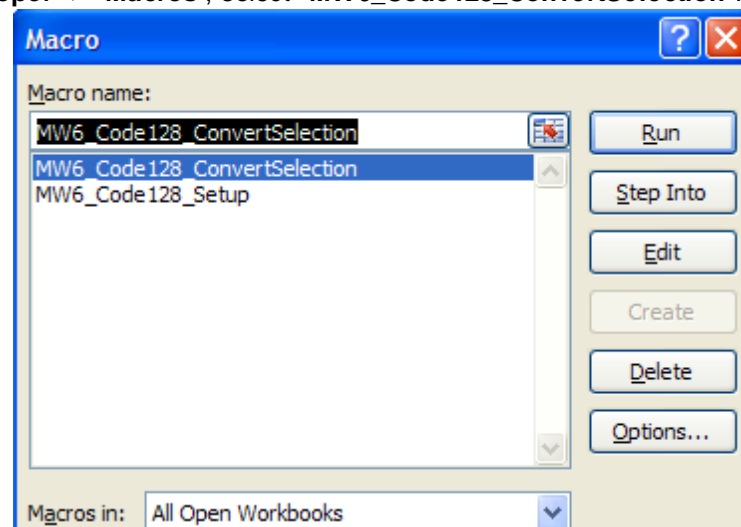 Macro
Macro name:
MW6_Code128_ConvertSelection
MW6_Code128_ConvertSelection
MW6_Code128_Setup
Run
Step Into
Edit
Create
Delete
Options...
Macros in: All Open Workbooks